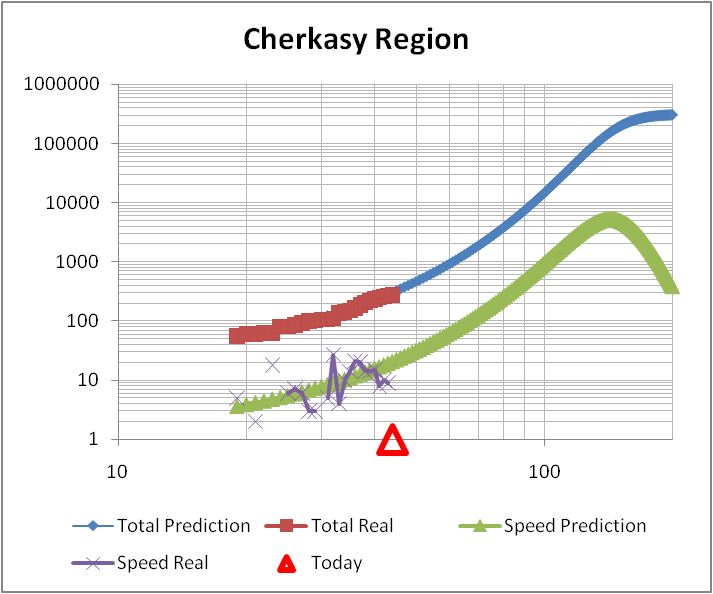 Cherkasy Region
1000000
100000
10000
1000
100
10
1
10 100
Total Prediction Total Real Speed Prediction
Speed Real Today